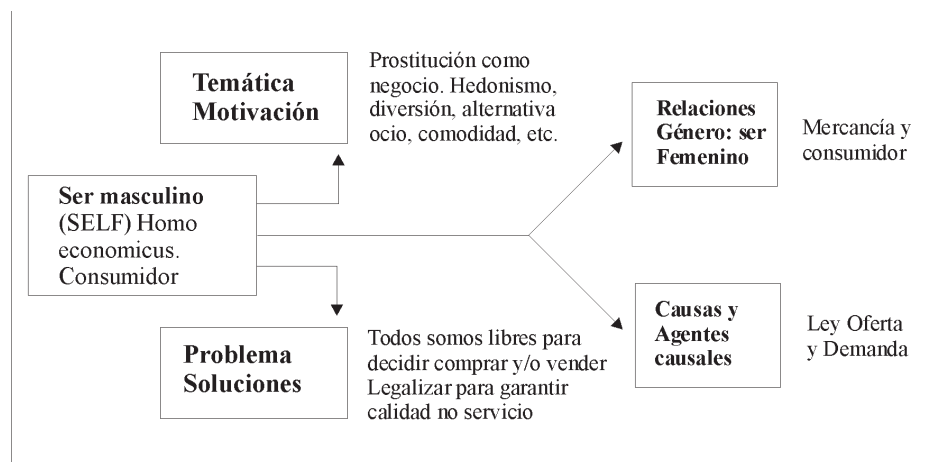 Temática
Motivación
Prostitución como
negocio. Hedonismo,
diversión, alternativa
ocio, comodidad, etc.
Relaciones
Género: ser
Femenino
Mercancía y
consumidor
Ser masculino
(SELF) Homo
economicus.
Consumidor
Problema
Soluciones
Todos somos libres para
decidir comprar y/o vender
Legalizar para garantir
calidad no servicio
Causas y
Agentes
causales
Ley Oferta
y Demanda